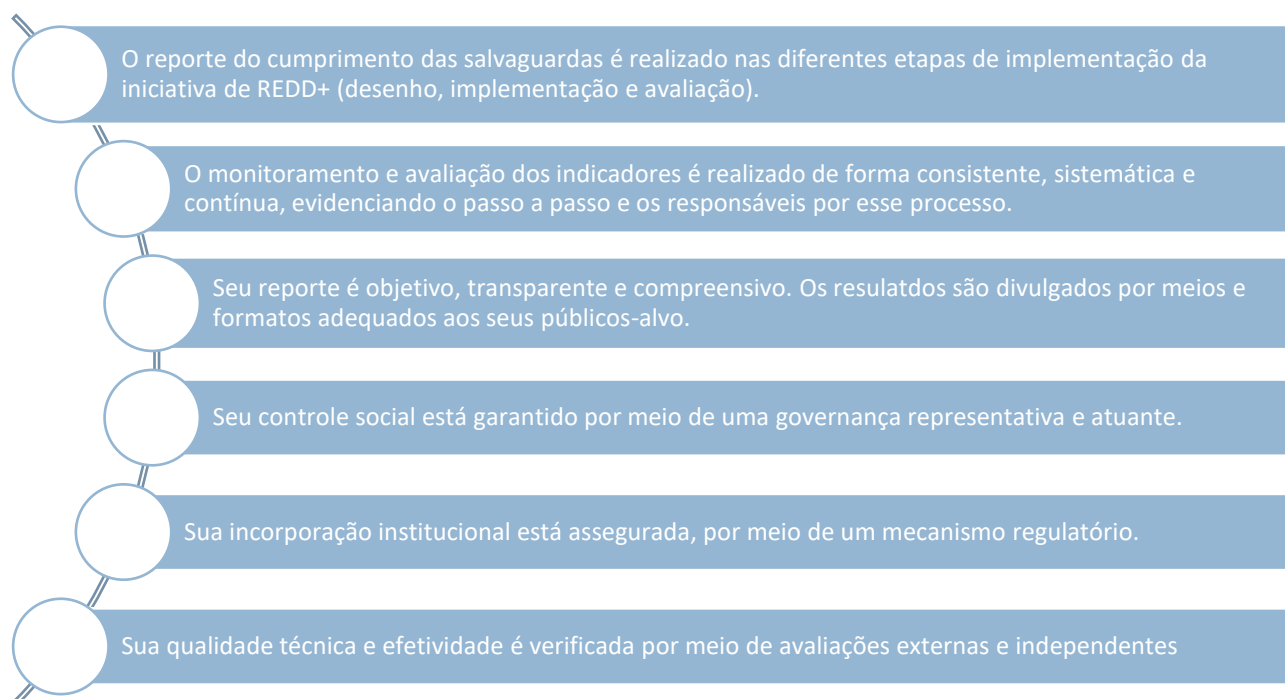 O reporte do cumprimento das salvaguardas é realizado nas diferentes etapas de implementação da
iniciativa de REDD+ (desenho, implementação e avaliação).
O monitoramento e avaliação dos indicadores é realizado de forma consistente, sistemática e
contínua, evidenciando o passo a passo e os responsáveis por esse processo.
Seu reporte é objetivo, transparente e compreensivo. Os resulatdos são divulgados por meios e
formatos adequados aos seus públicos-alvo.
Seu controle social está garantido por meio de uma governança representativa e atuante.
Sua incorporação institucional está assegurada, por meio de um mecanismo regulatório.
Sua qualidade técnica e efetividade é verificada por meio de avaliações externas e independentes